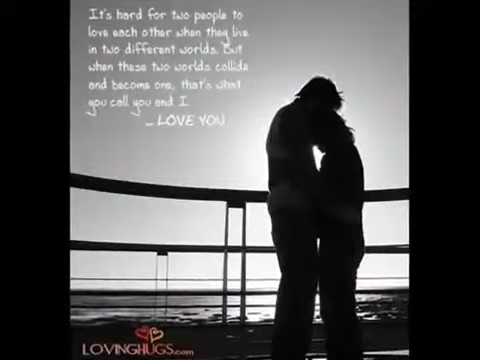 It's hard for two people to
love each other when they live
in two different worlds. But
when these two worlds collide
and become one, that's what
you call you and I.
_ LOVE YOU
LOVINGHUGS.com